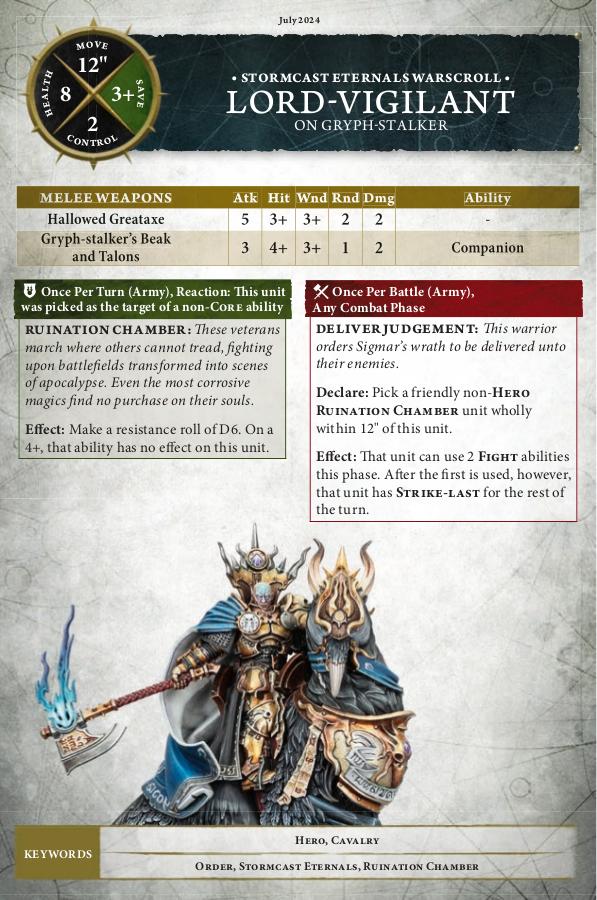 July 2024
MOVE
12"
HEALTH
8
3+
SAVE
2
CONTROL
• STORMCAST ETERNALS WARSCROLL •
LORD-VIGILANT
ON GRYPH-STALKER
MELEE WEAPONS Atk Hit Wnd Rnd Dmg Ability
Hallowed Greataxe 5 3+ 3+ 2 2 -
Gryph-stalker's Beak
and Talons 3 4+ 3+ 1 2 Companion
Once Per Turn (Army), Reaction: This unit
was picked as the target of a non-CORE ability
RUINATION CHAMBER: These veterans
march where others cannot tread, fighting
upon battlefields transformed into scenes
of apocalypse. Even the most corrosive
magics find no purchase on their souls.
Effect: Make a resistance roll of D6. On a
4+, that ability has no effect on this unit.
Once Per Battle (Army),
Any Combat Phase
DELIVER JUDGEMENT: This warrior
orders Sigmar's wrath to be delivered unto
their enemies.
Declare: Pick a friendly non-HERO
RUINATION CHAMBER unit wholly
within 12" of this unit.
Effect: That unit can use 2 FIGHT abilities
this phase. After the first is used, however,
that unit has STRIKE-LAST for the rest of
the turn.
KEYWORDS
HERO, CAVALRY
ORDER, STORMCAST ETERNALS, RUINATION CHAMBER